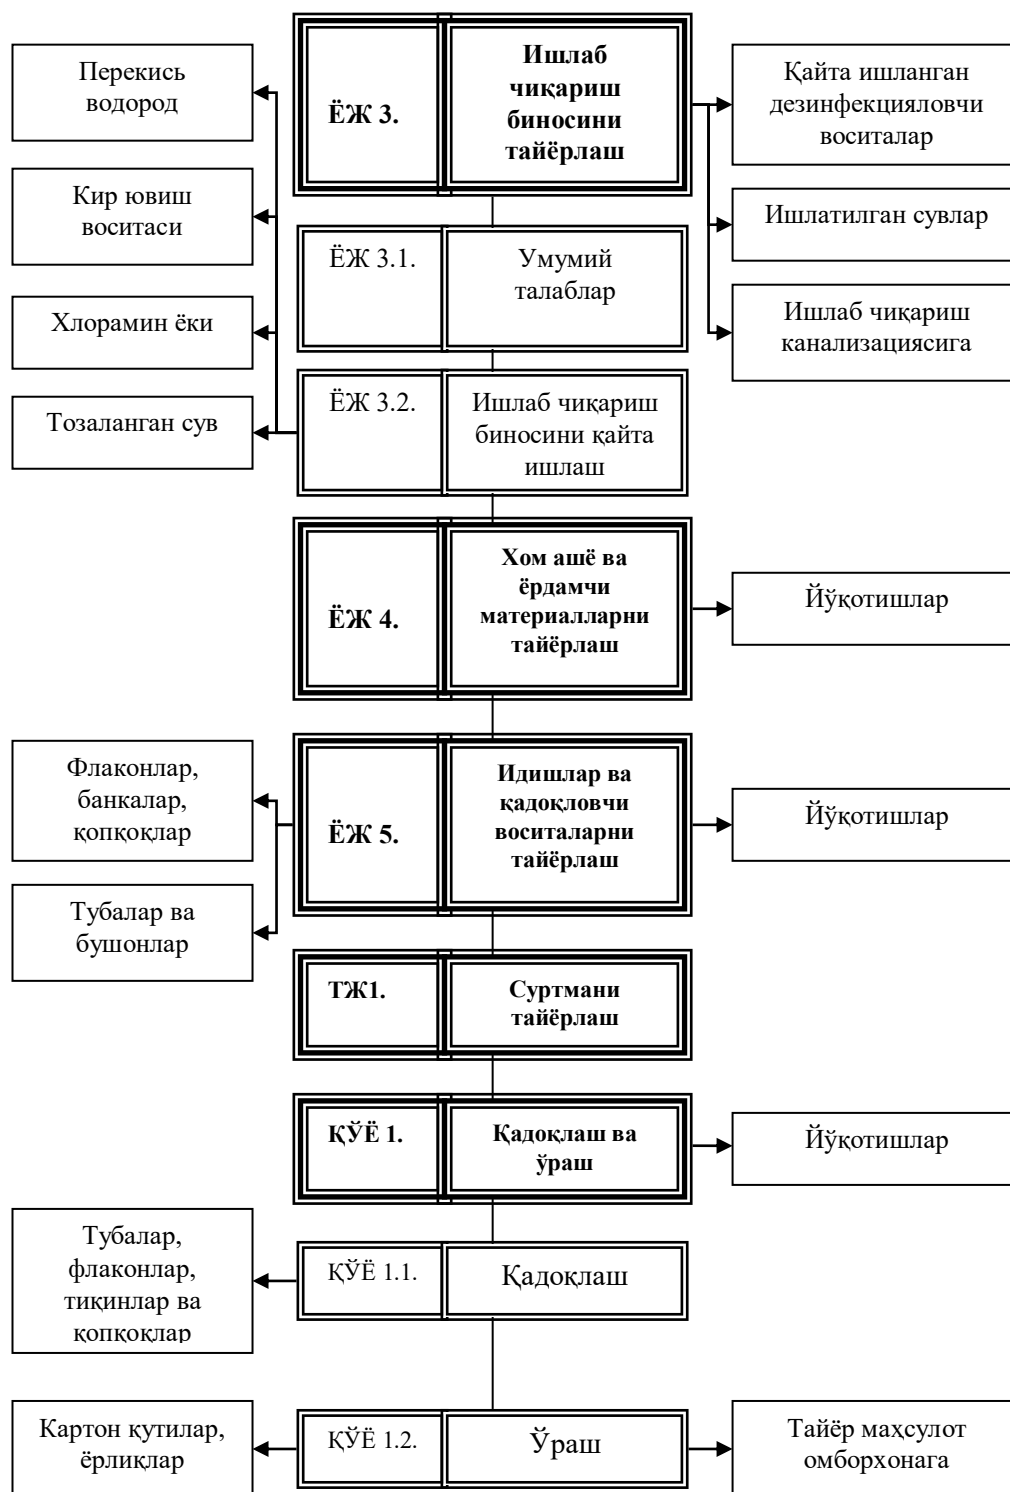 Перекись
водород
ЁЖ 3.
Ишлаб
чиқариш
биносини
тайёрлаш
Қайта ишланган
дезинфекцияловчи
воситалар
Кир ювиш
воситаси
Ишлатилган сувлар
ЁЖ 3.1.
Умумий
талаблар
Хлорамин ёки
Ишлаб чиқариш
канализациясига
Тозаланган сув
ЁЖ 3.2.
Ишлаб чиқариш
биносини қайта
ишлаш
ЁЖ 4.
Хом ашё ва
ёрдамчи
материалларни
тайёрлаш
Йўқотишлар
Флаконлар,
банкалар,
қопқоқлар
ЁЖ 5.
Идишлар ва
қадоқловчи
воситаларни
тайёрлаш
Йўқотишлар
Тубалар ва
бушонлар
ТЖ1.
Суртмани
тайёрлаш
ҚЎЁ 1.
Қадоқлаш ва
ўраш
Йўқотишлар
Тубалар,
флаконлар,
тиқинлар ва
қопқоқлар
ҚЎЁ 1.1.
Қадоқлаш
Картон қутилар,
ёрлиқлар
ҚЎЁ 1.2.
Ўраш
Тайёр маҳсулот
омборхонага